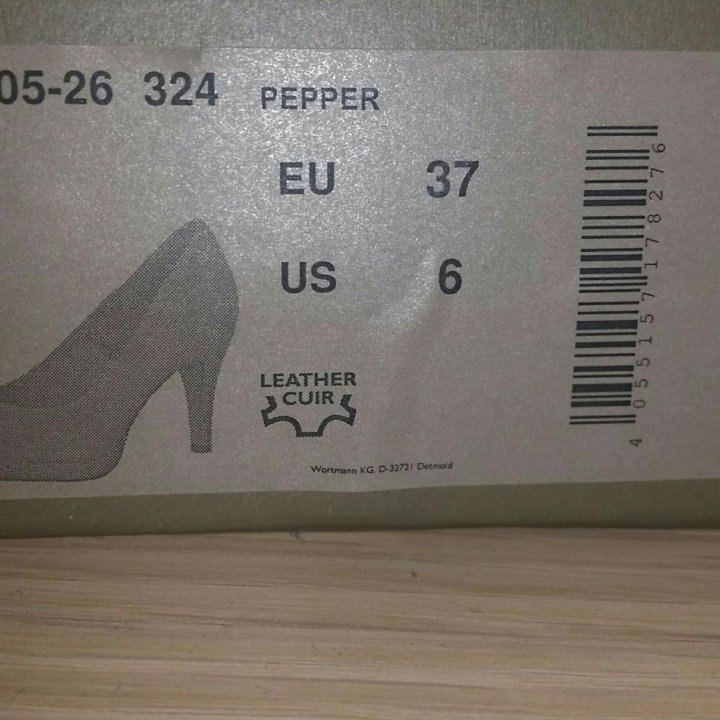 05-26 324 PEPPER
EU 37
US 6
LEATHER
CUIR
Wortmann KG. D-32721 Detmold
4 055157 178276